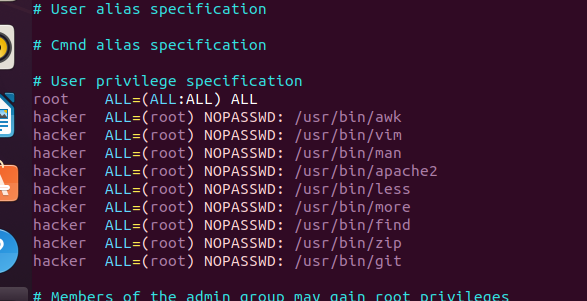 # User alias specification
# Cmnd alias specification
# User privilege specification
root ALL=(ALL:ALL) ALL
hacker ALL=(root) NOPASSWD: /usr/bin/awk
hacker ALL=(root) NOPASSWD: /usr/bin/vim
hacker ALL=(root) NOPASSWD: /usr/bin/man
hacker ALL=(root) NOPASSWD: /usr/bin/apache2
hacker ALL=(root) NOPASSWD: /usr/bin/less
hacker ALL=(root) NOPASSWD: /usr/bin/more
hacker ALL=(root) NOPASSWD: /usr/bin/find
hacker ALL=(root) NOPASSWD: /usr/bin/zip
hacker ALL=(root) NOPASSWD: /usr/bin/git
# Members of the admin group may gain root privileges